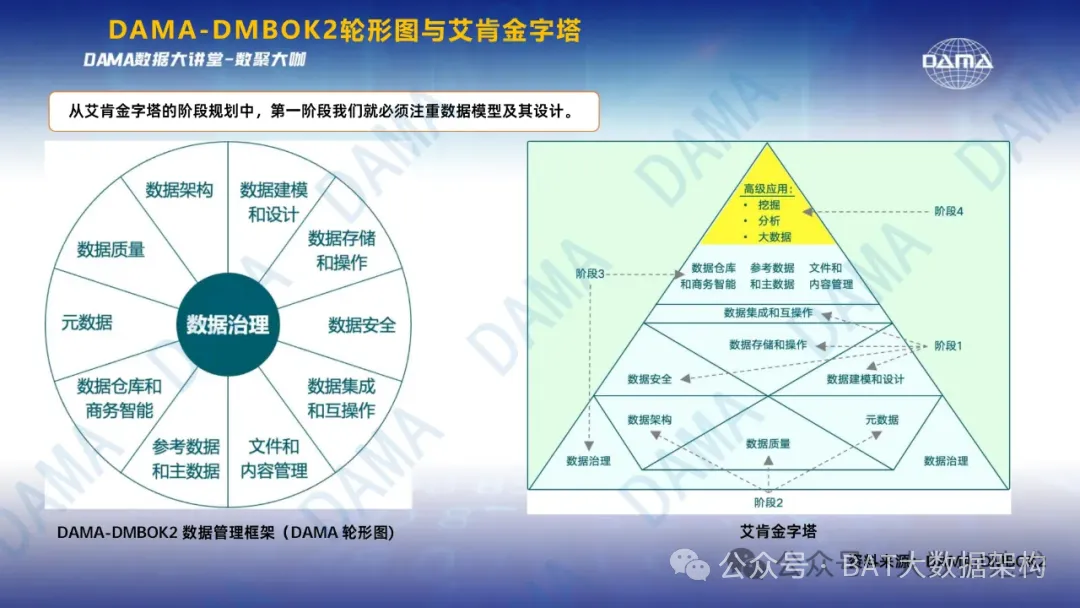 DAMA-DMBOK2轮形图与艾肯金字塔
DAMA数据大讲堂-数聚大咖
DAMA
从艾肯金字塔的阶段规划中，第一阶段我们就必须注重数据模型及其设计。
数据架构
数据建模
和设计
数据存储
和操作
数据质量
元数据
数据治理
数据安全
数据仓库和
商务智能
数据集成
和互操作
参考数据
和主数据
文件和
内容管理
DAMA-DMBOK2 数据管理框架（DAMA 轮形图）
高级应用：
• 挖掘
• 分析
• 大数据
阶段4
阶段3
数据仓库
和商务智能
参考数据
和主数据
文件和
内容管理
数据集成和互操作
数据存储和操作
阶段1
数据安全
数据建模和设计
数据架构
元数据
数据质量
数据治理
数据治理
阶段2
艾肯金字塔
公众号 · BAT大数据架构
DAMA
DAMA
DAMA
DAMA
DAMA
DAMA
DAMA
DAMA